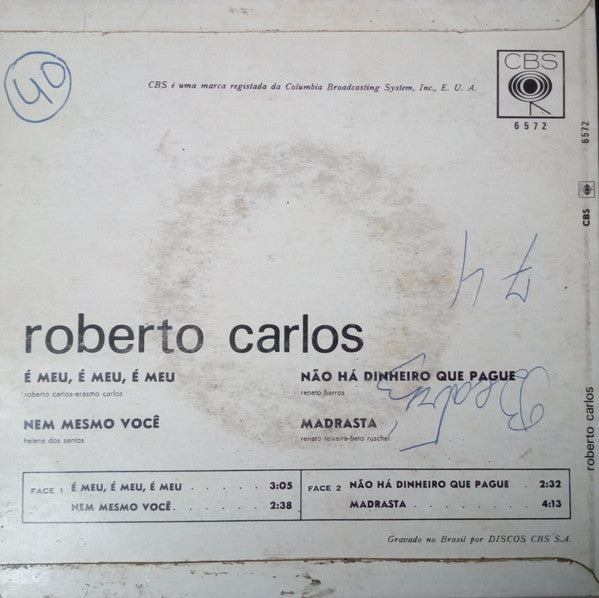 40
CBS é uma marca registada da Columbia Broadcasting System, Inc., E. U. A.
CBS
6572
6572
CBS
74
roberto carlos
É MEU, É MEU, É MEU
roberto carlos-erasmo carlos
NÃO HÁ DINHEIRO QUE PAGUE
renato barros
NEM MESMO VOCÊ
helena dos santos
MADRASTA
renato teixeira-beto ruschel
Beatriz
roberto carlos
FACE 1 É MEU, É MEU, É MEU . . . . . . 3:05
NEM MESMO VOCÊ . . . . . . . 2:38
FACE 2 NÃO HÁ DINHEIRO QUE PAGUE . 2:32
MADRASTA . . . . . . . . . 4:13
Gravado no Brasil por DISCOS CBS S.A.